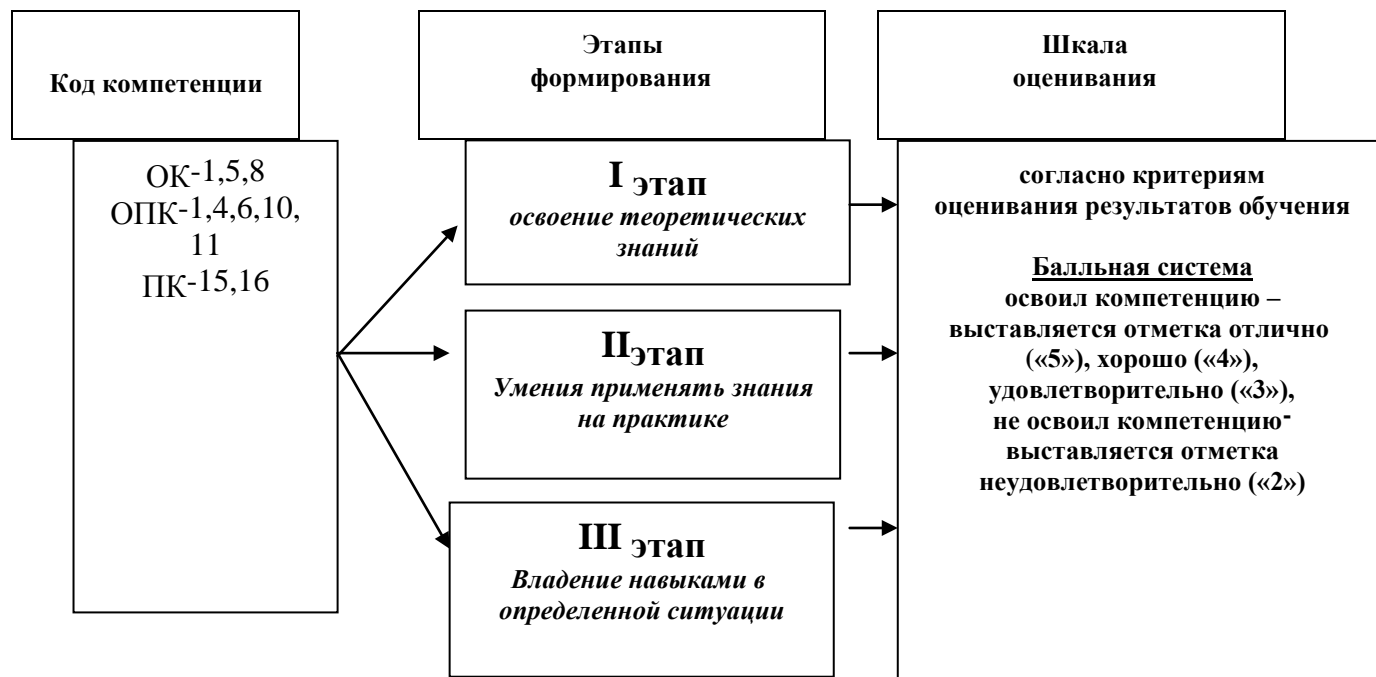 Код компетенции
Этапы
формирования
Шкала
оценивания
ОК-1,5,8
ОПК-1,4,6,10,
11
ПК-15,16
I этап
освоение теоретических
знаний
IIэтап
Умения применять знания
на практике
III этап
Владение навыками в
определенной ситуации
согласно критериям
оценивания результатов обучения
Балльная система
освоил компетенцию –
выставляется отметка отлично
(«5»), хорошо («4»),
удовлетворительно («3»),
не освоил компетенцию-
выставляется отметка
неудовлетворительно («2»)